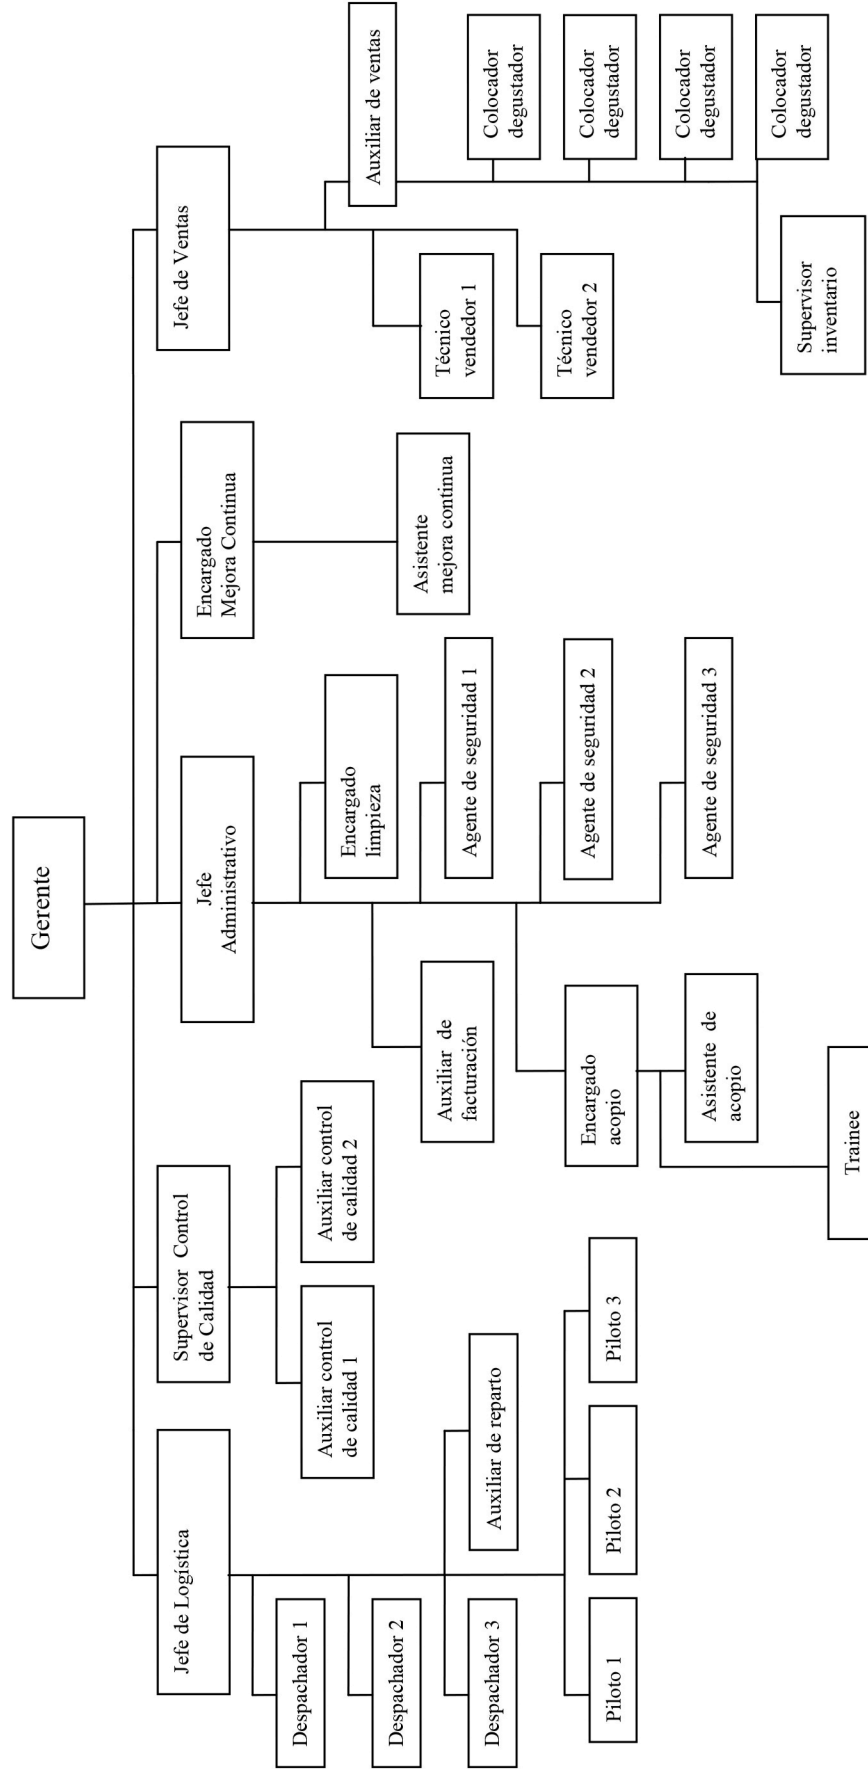 Gerente
Jefe de Logística
Supervisor Control
de Calidad
Jefe
Administrativo
Encargado
Mejora Continua
Jefe de Ventas
Despachador 1
Despachador 2
Despachador 3
Auxiliar de reparto
Piloto 1
Piloto 2
Piloto 3
Auxiliar control
de calidad 1
Auxiliar control
de calidad 2
Encargado
limpieza
Auxiliar de
facturación
Agente de seguridad 1
Encargado
acopio
Agente de seguridad 2
Asistente de
acopio
Agente de seguridad 3
Trainee
Asistente
mejora continua
Auxiliar de ventas
Técnico
vendedor 1
Técnico
vendedor 2
Colocador
degustador
Colocador
degustador
Colocador
degustador
Colocador
degustador
Supervisor
inventario